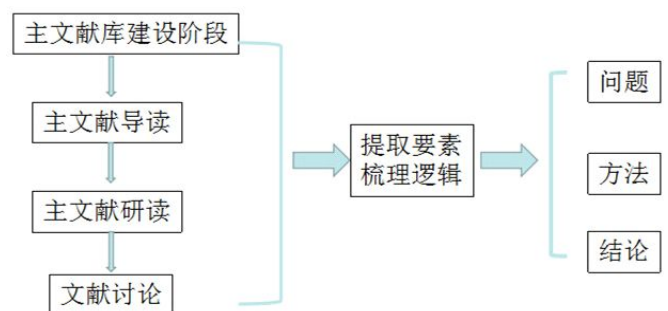 主文献库建设阶段
主文献导读
主文献研读
文献讨论
提取要素
梳理逻辑
问题
方法
结论